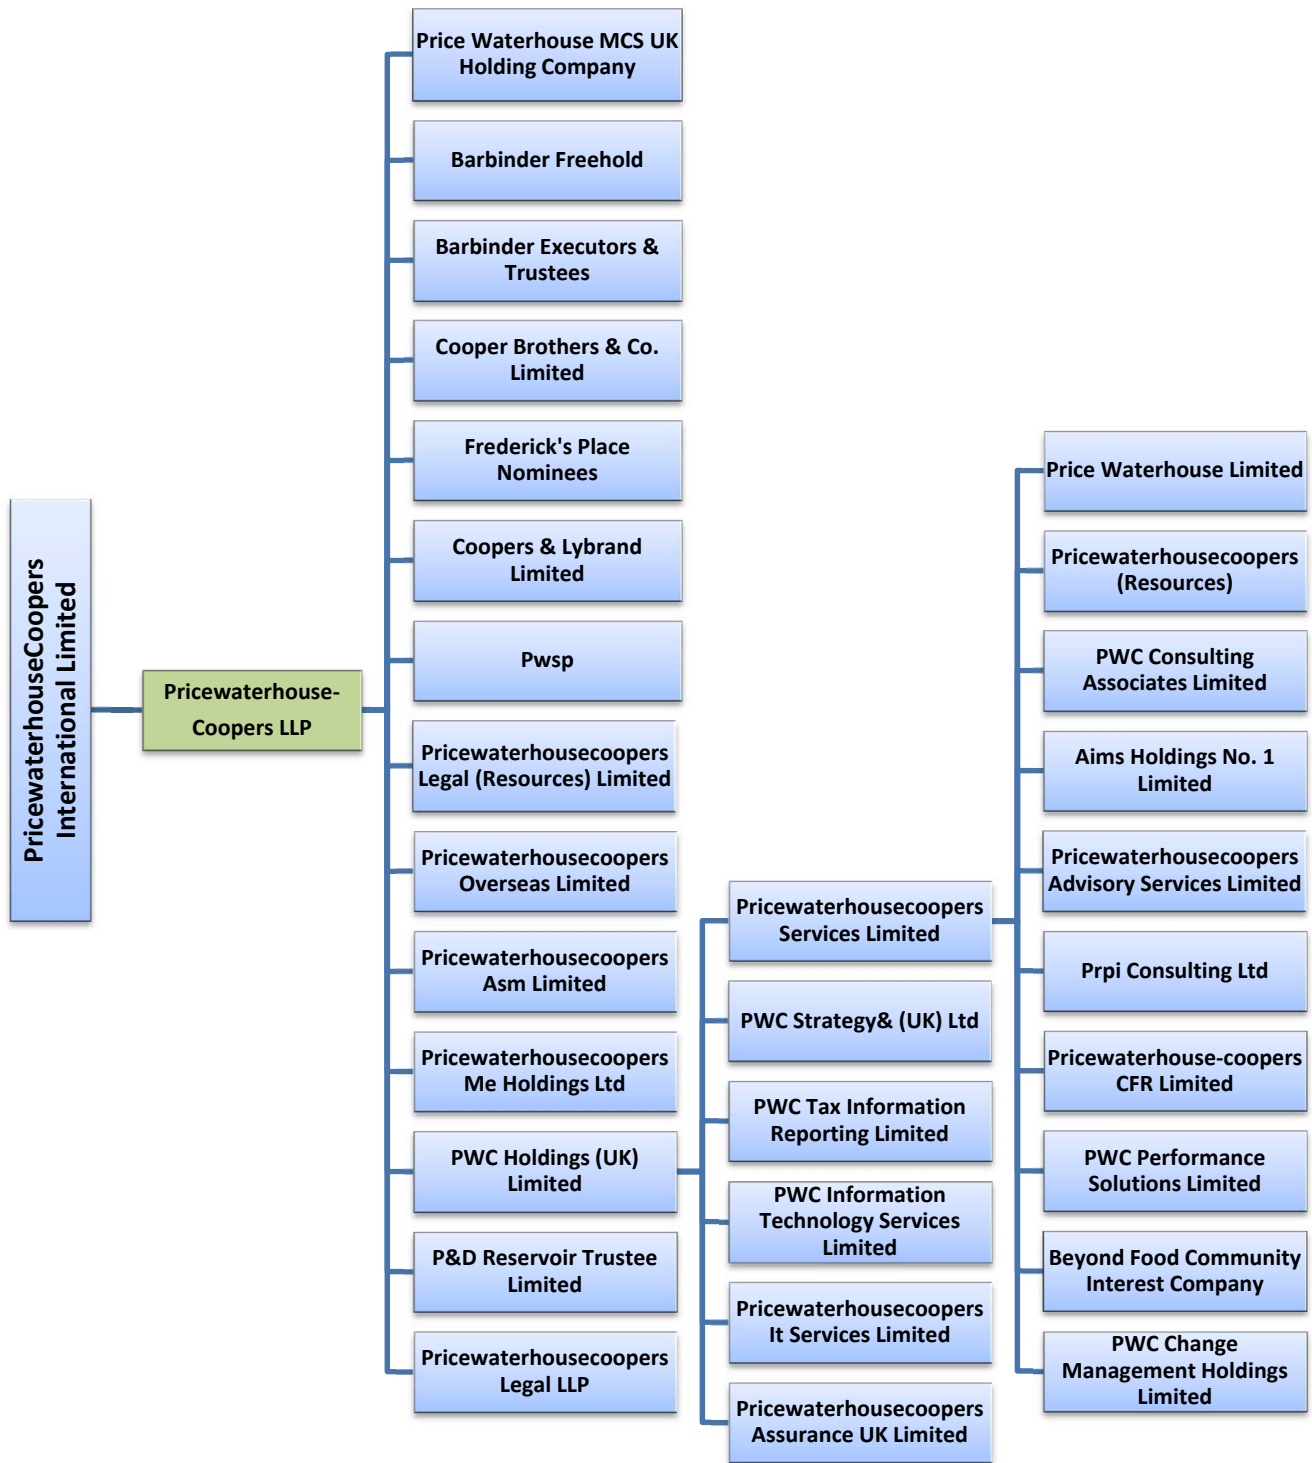 PricewaterhouseCoopers
International Limited
Pricewaterhouse-
Coopers LLP
Price Waterhouse MCS UK
Holding Company
Barbinder Freehold
Barbinder Executors &
Trustees
Cooper Brothers & Co.
Limited
Frederick's Place
Nominees
Coopers & Lybrand
Limited
Pwsp
Pricewaterhousecoopers
Legal (Resources) Limited
Pricewaterhousecoopers
Overseas Limited
Pricewaterhousecoopers
Asm Limited
Pricewaterhousecoopers
Me Holdings Ltd
PWC Holdings (UK)
Limited
P&D Reservoir Trustee
Limited
Pricewaterhousecoopers
Legal LLP
Pricewaterhousecoopers
Services Limited
PWC Strategy& (UK) Ltd
PWC Tax Information
Reporting Limited
PWC Information
Technology Services
Limited
Pricewaterhousecoopers
It Services Limited
Pricewaterhousecoopers
Assurance UK Limited
Price Waterhouse Limited
Pricewaterhousecoopers
(Resources)
PWC Consulting
Associates Limited
Aims Holdings No. 1
Limited
Pricewaterhousecoopers
Advisory Services Limited
Prpi Consulting Ltd
Pricewaterhouse-coopers
CFR Limited
PWC Performance
Solutions Limited
Beyond Food Community
Interest Company
PWC Change
Management Holdings
Limited